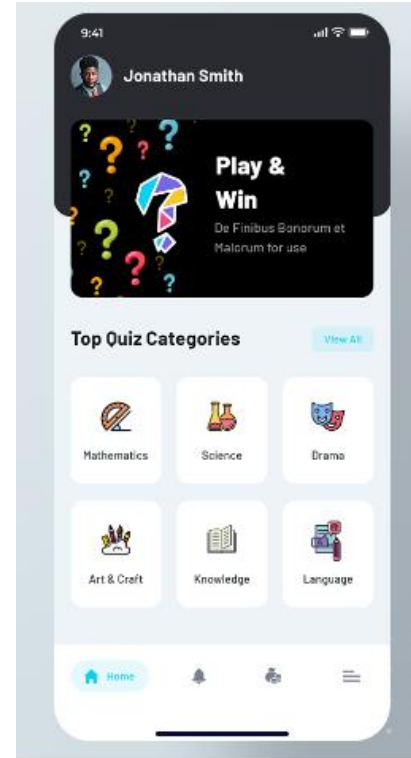 9:41
Jonathan Smith
Play &
Win
De Finibus Bonorum et
Malorum for use
Top Quiz Categories
View All
Mathematics
Science
Drama
Art & Craft
Knowledge
Language
Home